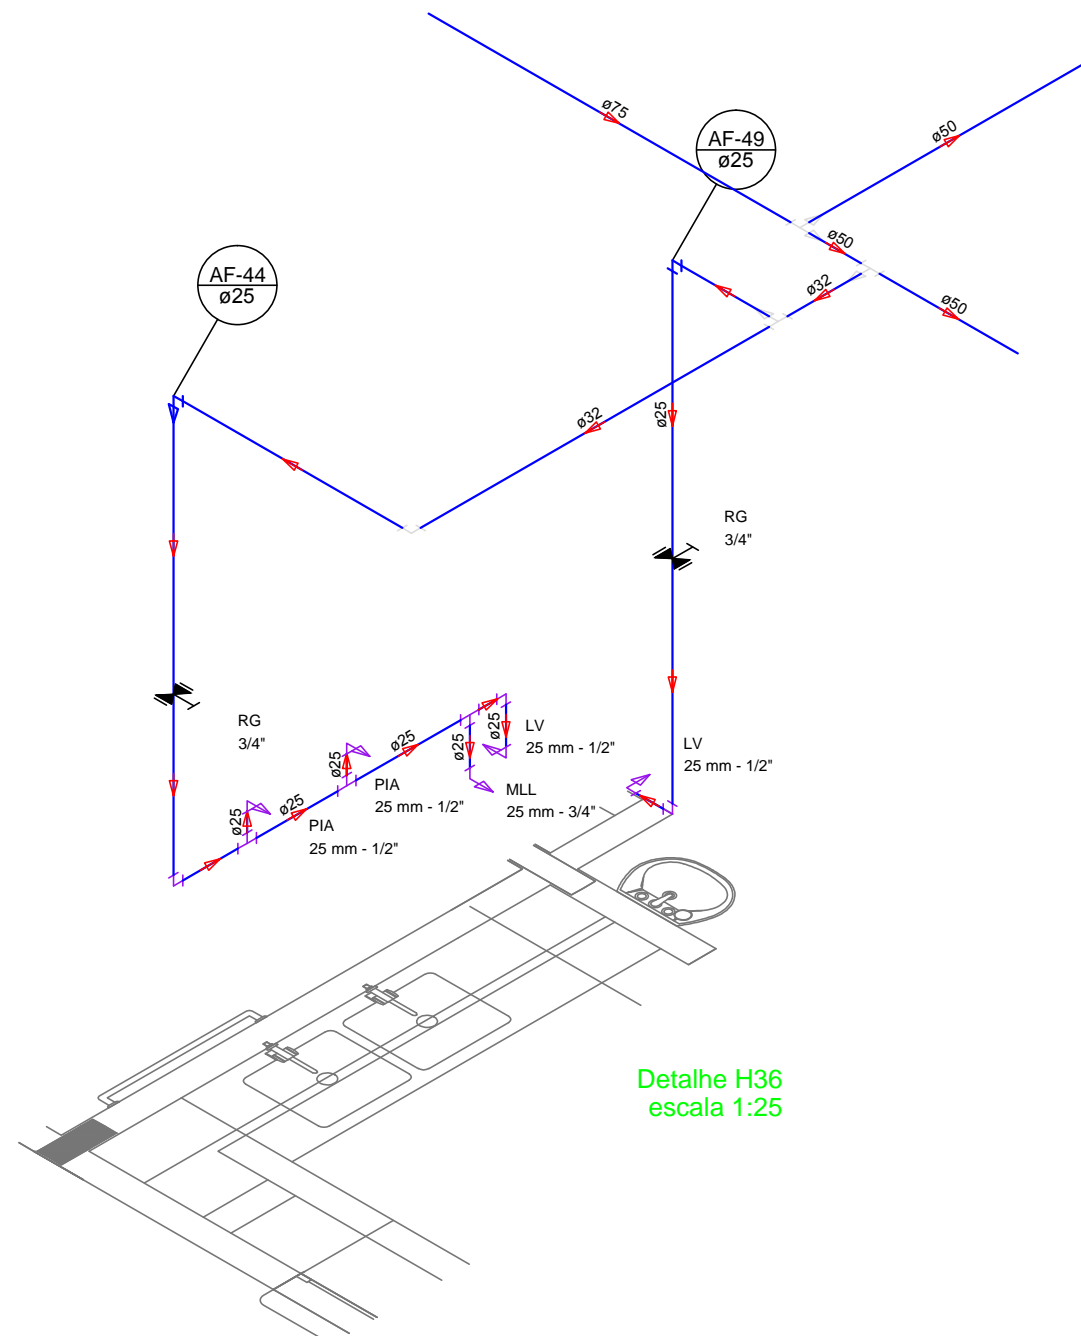 ø75
AF-49
ø25
ø50
ø50
AF-44
ø25
ø32
ø50
ø32
ø25
RG
3/4"
RG
3/4"
LV
25 mm - 1/2"
LV
25 mm - 1/2"
ø25
ø25
ø25
ø25
PIA
25 mm - 1/2"
MLL
25 mm - 3/4"
ø25
ø25
PIA
25 mm - 1/2"
Detalhe H36
escala 1:25